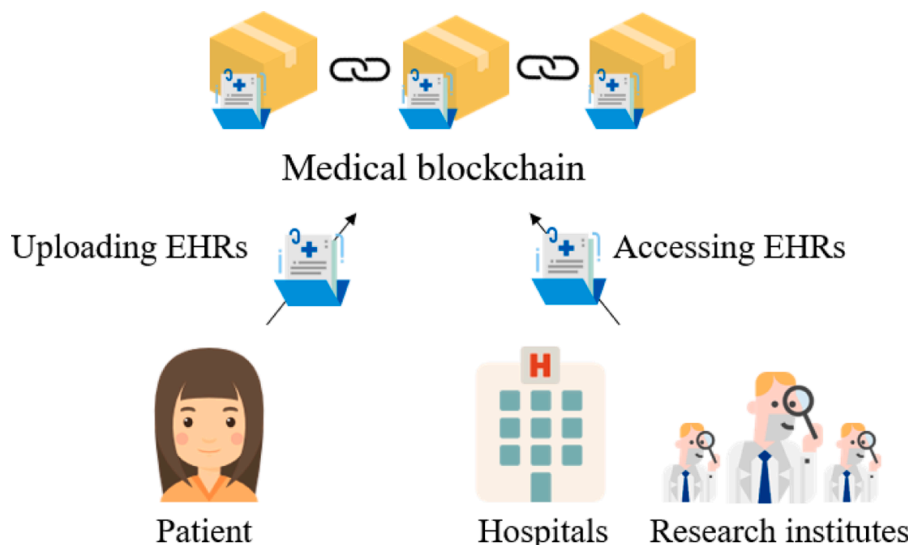 Medical blockchain
Uploading EHRs
Accessing EHRs
H
Patient
Hospitals
Research institutes